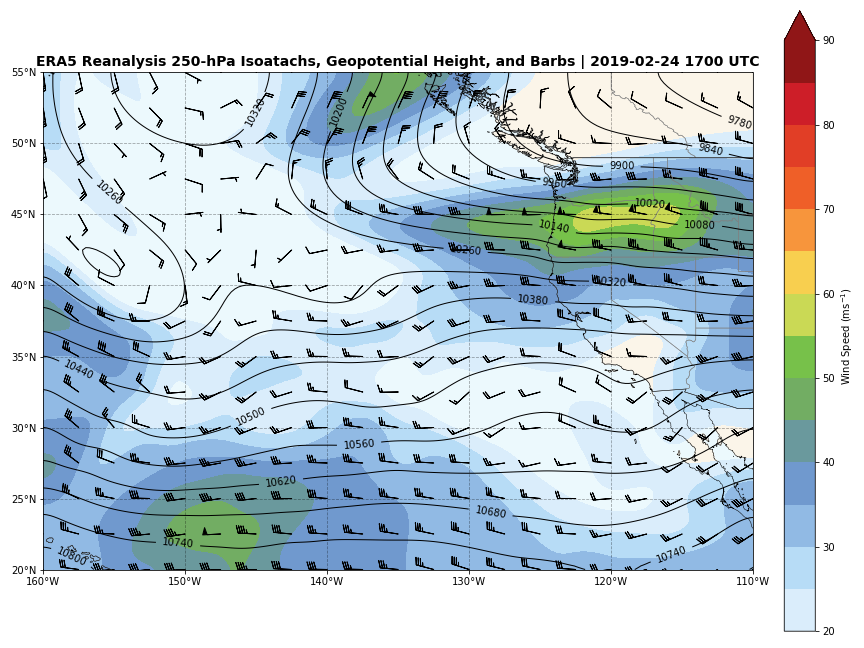 ERA5 Reanalysis 250-hPa Isoatachs, Geopotential Height, and Barbs | 2019-02-24 1700 UTC
55°N
50°N
45°N
40°N
35°N
30°N
25°N
20°N
160°W
150°W
140°W
130°W
120°W
110°W
10320
10200
9780
9840
9900
9960
10260
10020
10140
10080
10260
10320
10380
10440
10500
10560
10620
10680
10740
10740
10800
90
80
70
60
50
40
30
20
Wind Speed (ms⁻¹)